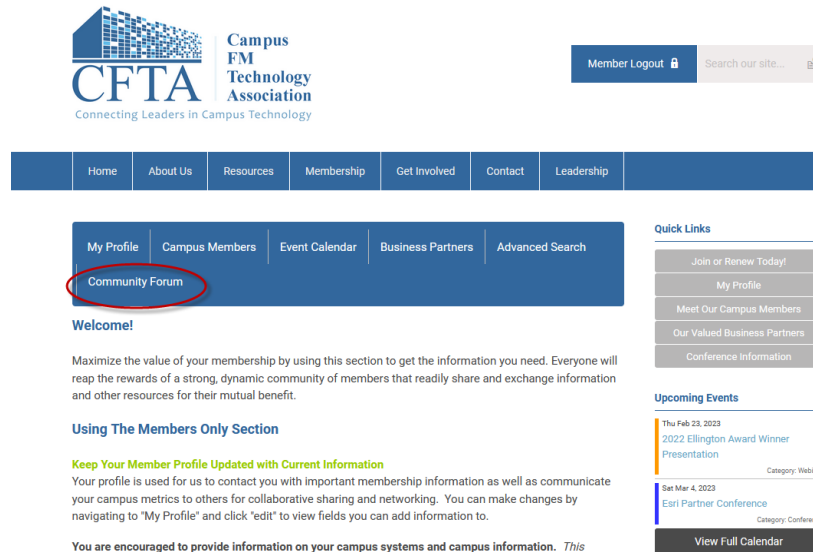 CFTA
Campus
FM
Technology
Association
Connecting Leaders in Campus Technology
Member Logout
Search our site...
Home
About Us
Resources
Membership
Get Involved
Contact
Leadership
My Profile
Campus Members
Event Calendar
Business Partners
Advanced Search
Community Forum
Welcome!
Maximize the value of your membership by using this section to get the information you need. Everyone will
reap the rewards of a strong, dynamic community of members that readily share and exchange information
and other resources for their mutual benefit.
Using The Members Only Section
Keep Your Member Profile Updated with Current Information
Your profile is used for us to contact you with important membership information as well as communicate
your campus metrics to others for collaborative sharing and networking. You can make changes by
navigating to "My Profile" and click "edit" to view fields you can add information to.
You are encouraged to provide information on your campus systems and campus information. This
Quick Links
Join or Renew Today!
My Profile
Meet Our Campus Members
Our Valued Business Partners
Conference Information
Upcoming Events
Thu Feb 23, 2023
2022 Ellington Award Winner
Presentation
Category: Webi
Sat Mar 4, 2023
Esri Partner Conference
Category: Conferen
View Full Calendar